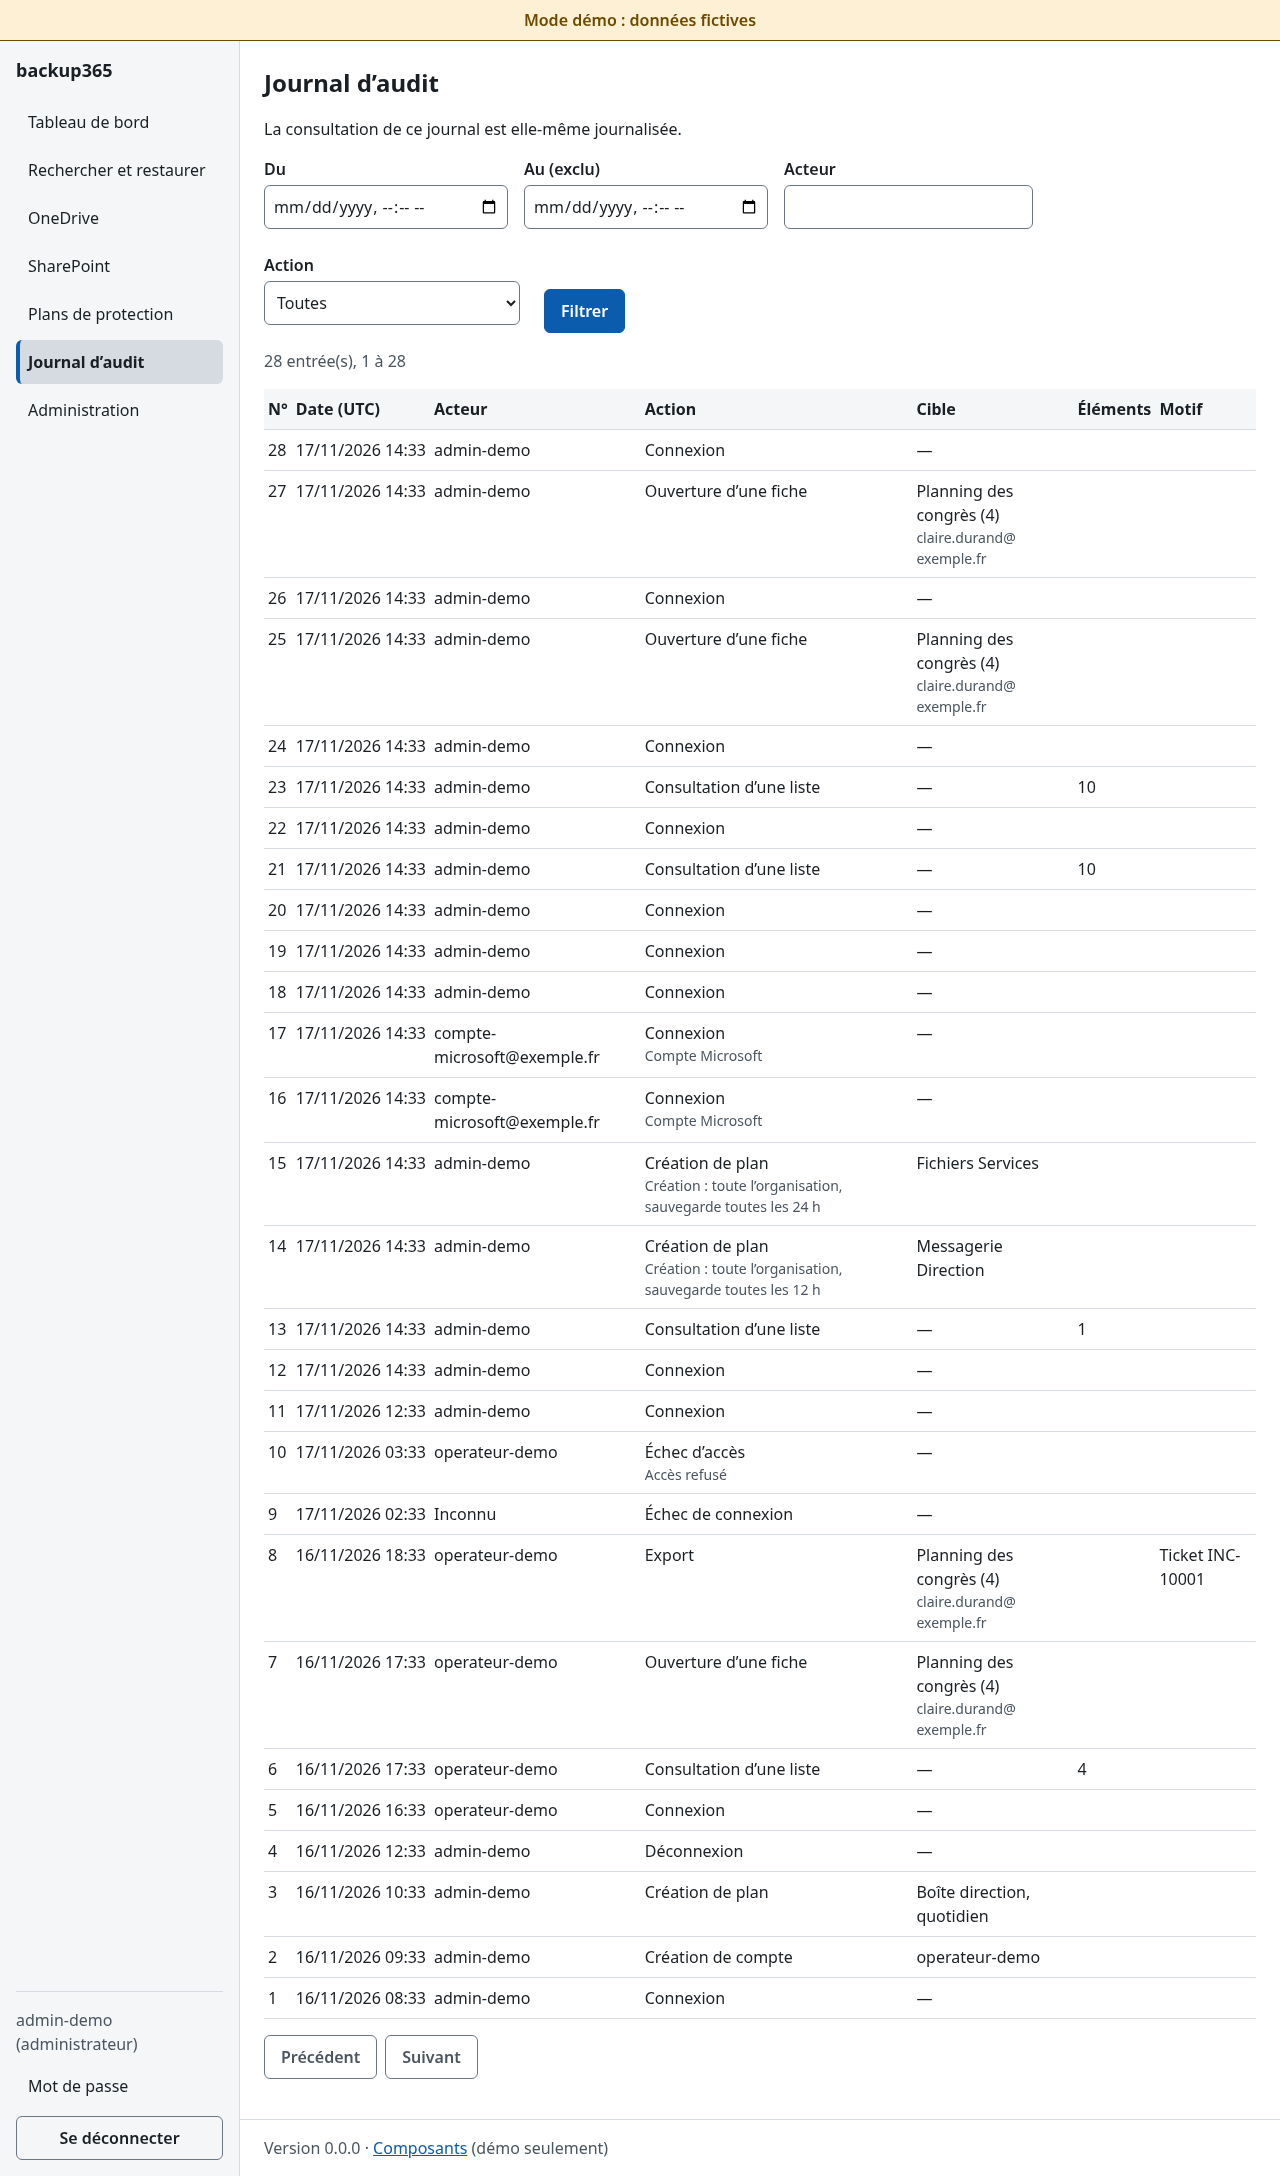 Mode démo : données fictives
backup365
Tableau de bord
Rechercher et restaurer
OneDrive
SharePoint
Plans de protection
Journal d’audit
Administration
admin-demo
(administrateur)
Mot de passe
Se déconnecter
Journal d’audit
La consultation de ce journal est elle-même journalisée.
Du Au (exclu) Acteur
mm/dd/yyyy, --:-- -- mm/dd/yyyy, --:-- --
Action
Toutes Filtrer
28 entrée(s), 1 à 28
N° Date (UTC) Acteur Action Cible Éléments Motif
28 17/11/2026 14:33 admin-demo Connexion —
27 17/11/2026 14:33 admin-demo Ouverture d’une fiche Planning des
congrès (4)
claire.durand@
exemple.fr
26 17/11/2026 14:33 admin-demo Connexion —
25 17/11/2026 14:33 admin-demo Ouverture d’une fiche Planning des
congrès (4)
claire.durand@
exemple.fr
24 17/11/2026 14:33 admin-demo Connexion —
23 17/11/2026 14:33 admin-demo Consultation d’une liste — 10
22 17/11/2026 14:33 admin-demo Connexion —
21 17/11/2026 14:33 admin-demo Consultation d’une liste — 10
20 17/11/2026 14:33 admin-demo Connexion —
19 17/11/2026 14:33 admin-demo Connexion —
18 17/11/2026 14:33 admin-demo Connexion —
17 17/11/2026 14:33 compte- Connexion —
microsoft@exemple.fr Compte Microsoft
16 17/11/2026 14:33 compte- Connexion —
microsoft@exemple.fr Compte Microsoft
15 17/11/2026 14:33 admin-demo Création de plan Fichiers Services
Création : toute l’organisation,
sauvegarde toutes les 24 h
14 17/11/2026 14:33 admin-demo Création de plan Messagerie
Création : toute l’organisation, Direction
sauvegarde toutes les 12 h
13 17/11/2026 14:33 admin-demo Consultation d’une liste — 1
12 17/11/2026 14:33 admin-demo Connexion —
11 17/11/2026 12:33 admin-demo Connexion —
10 17/11/2026 03:33 operateur-demo Échec d’accès —
Accès refusé
9 17/11/2026 02:33 Inconnu Échec de connexion —
8 16/11/2026 18:33 operateur-demo Export Planning des Ticket INC-
congrès (4) 10001
claire.durand@
exemple.fr
7 16/11/2026 17:33 operateur-demo Ouverture d’une fiche Planning des
congrès (4)
claire.durand@
exemple.fr
6 16/11/2026 17:33 operateur-demo Consultation d’une liste — 4
5 16/11/2026 16:33 operateur-demo Connexion —
4 16/11/2026 12:33 admin-demo Déconnexion —
3 16/11/2026 10:33 admin-demo Création de plan Boîte direction,
quotidien
2 16/11/2026 09:33 admin-demo Création de compte operateur-demo
1 16/11/2026 08:33 admin-demo Connexion —
Précédent Suivant
Version 0.0.0 · Composants (démo seulement)